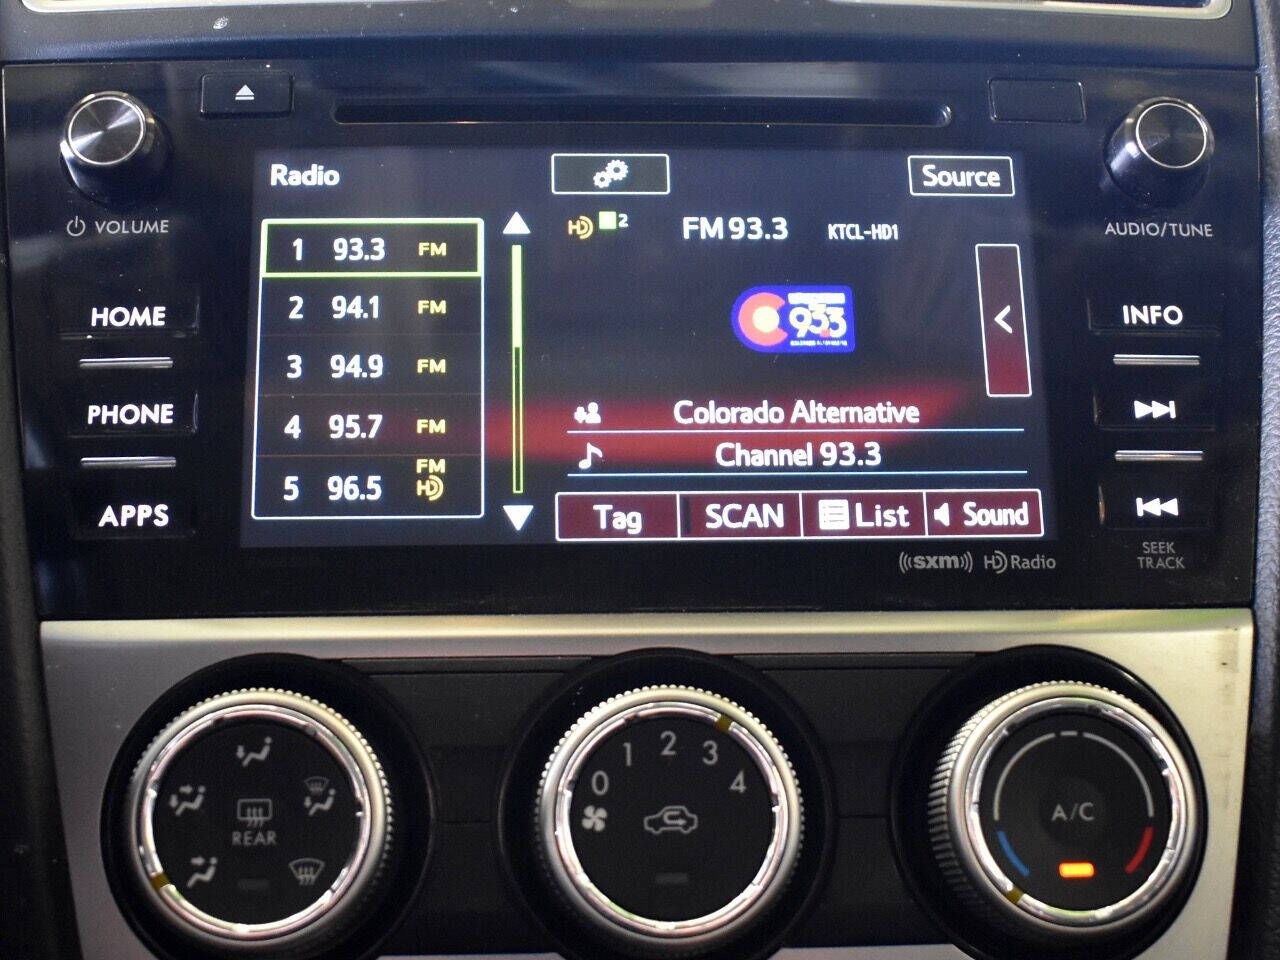 VOLUME
HOME
PHONE
APPS
Radio
Source
1 93.3 FM
2 94.1 FM
3 94.9 FM
4 95.7 FM
5 96.5 FM HD
HD 2 FM 93.3 KTCL-HD1
93.3
Colorado Alternative
Channel 93.3
Tag SCAN List Sound
AUDIO/TUNE
INFO
SEEK
TRACK
((sxm)) HD Radio
REAR
0 1 2 3 4
A/C